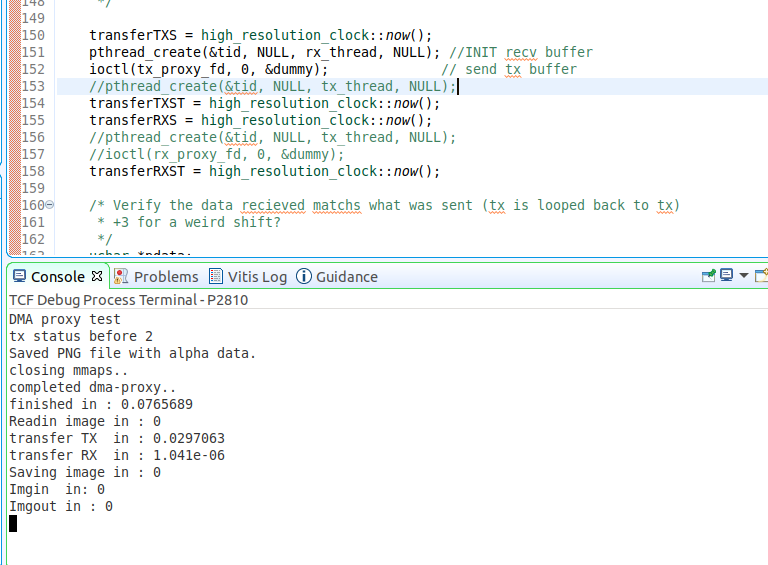 148 */
149
150 transferTXS = high_resolution_clock::now();
151 pthread_create(&tid, NULL, rx_thread, NULL); //INIT recv buffer
152 ioctl(tx_proxy_fd, 0, &dummy); // send tx buffer
153 //pthread_create(&tid, NULL, tx_thread, NULL);
154 transferTXST = high_resolution_clock::now();
155 transferRXS = high_resolution_clock::now();
156 //pthread_create(&tid, NULL, tx_thread, NULL);
157 //ioctl(rx_proxy_fd, 0, &dummy);
158 transferRXST = high_resolution_clock::now();
159
160 /* Verify the data recieved matchs what was sent (tx is looped back to tx)
161 * +3 for a weird shift?
162 */
163 uchar *pdata;
Console Problems Vitis Log Guidance
TCF Debug Process Terminal - P2810
DMA proxy test
tx status before 2
Saved PNG file with alpha data.
closing mmaps..
completed dma-proxy..
finished in : 0.0765689
Readin image in : 0
transfer TX  in : 0.0297063
transfer RX  in : 1.041e-06
Saving image in : 0
Imgin  in: 0
Imgout in : 0